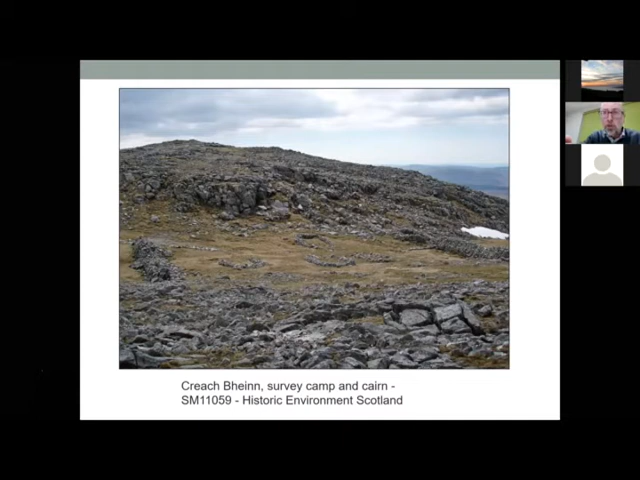 Creach Bheinn, survey camp and cairn -
SM11059 - Historic Environment Scotland